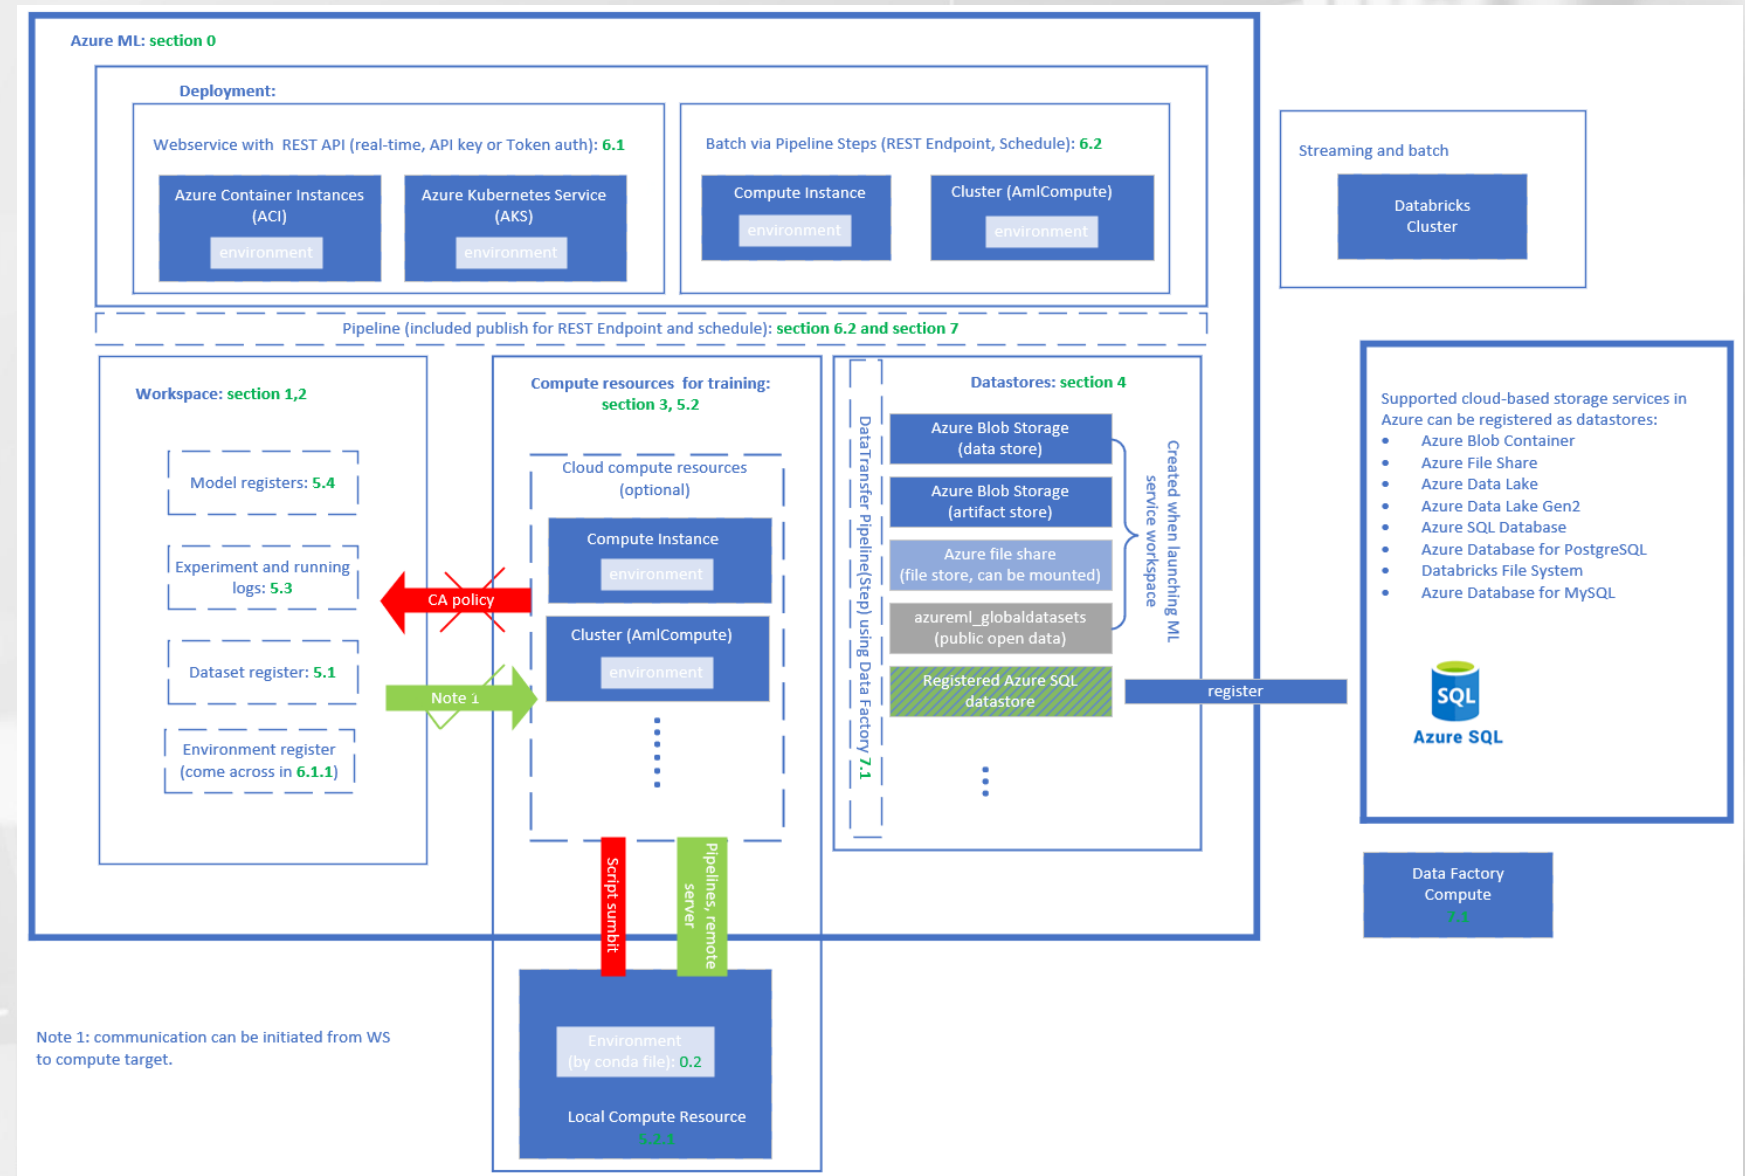 Azure ML: section 0
Deployment:
Webservice with REST API (real-time, API key or Token auth): 6.1
Azure Container Instances
(ACI)
environment
Azure Kubernetes Service
(AKS)
environment
Batch via Pipeline Steps (REST Endpoint, Schedule): 6.2
Compute Instance
environment
Cluster (AmlCompute)
environment
Streaming and batch
Databricks
Cluster
Pipeline (included publish for REST Endpoint and schedule): section 6.2 and section 7
Workspace: section 1,2
Model registers: 5.4
Experiment and running
logs: 5.3
Dataset register: 5.1
Environment register
(come across in 6.1.1)
CA policy
Note 1
Compute resources for training:
section 3, 5.2
Cloud compute resources
(optional)
Compute Instance
environment
Cluster (AmlCompute)
environment
Script sumbit
Pipelines, remote
server
Environment
(by conda file): 0.2
Local Compute Resource
5.2.1
Datastores: section 4
DataTransfer Pipeline(Step) using Data Factory 7.1
Azure Blob Storage
(data store)
Azure Blob Storage
(artifact store)
Azure file share
(file store, can be mounted)
azureml_globaldatasets
(public open data)
Registered Azure SQL
datastore
Created when launching ML
service workspace
register
Supported cloud-based storage services in
Azure can be registered as datastores:
• Azure Blob Container
• Azure File Share
• Azure Data Lake
• Azure Data Lake Gen2
• Azure SQL Database
• Azure Database for PostgreSQL
• Databricks File System
• Azure Database for MySQL
SQL
Azure SQL
Data Factory
Compute
7.1
Note 1: communication can be initiated from WS
to compute target.